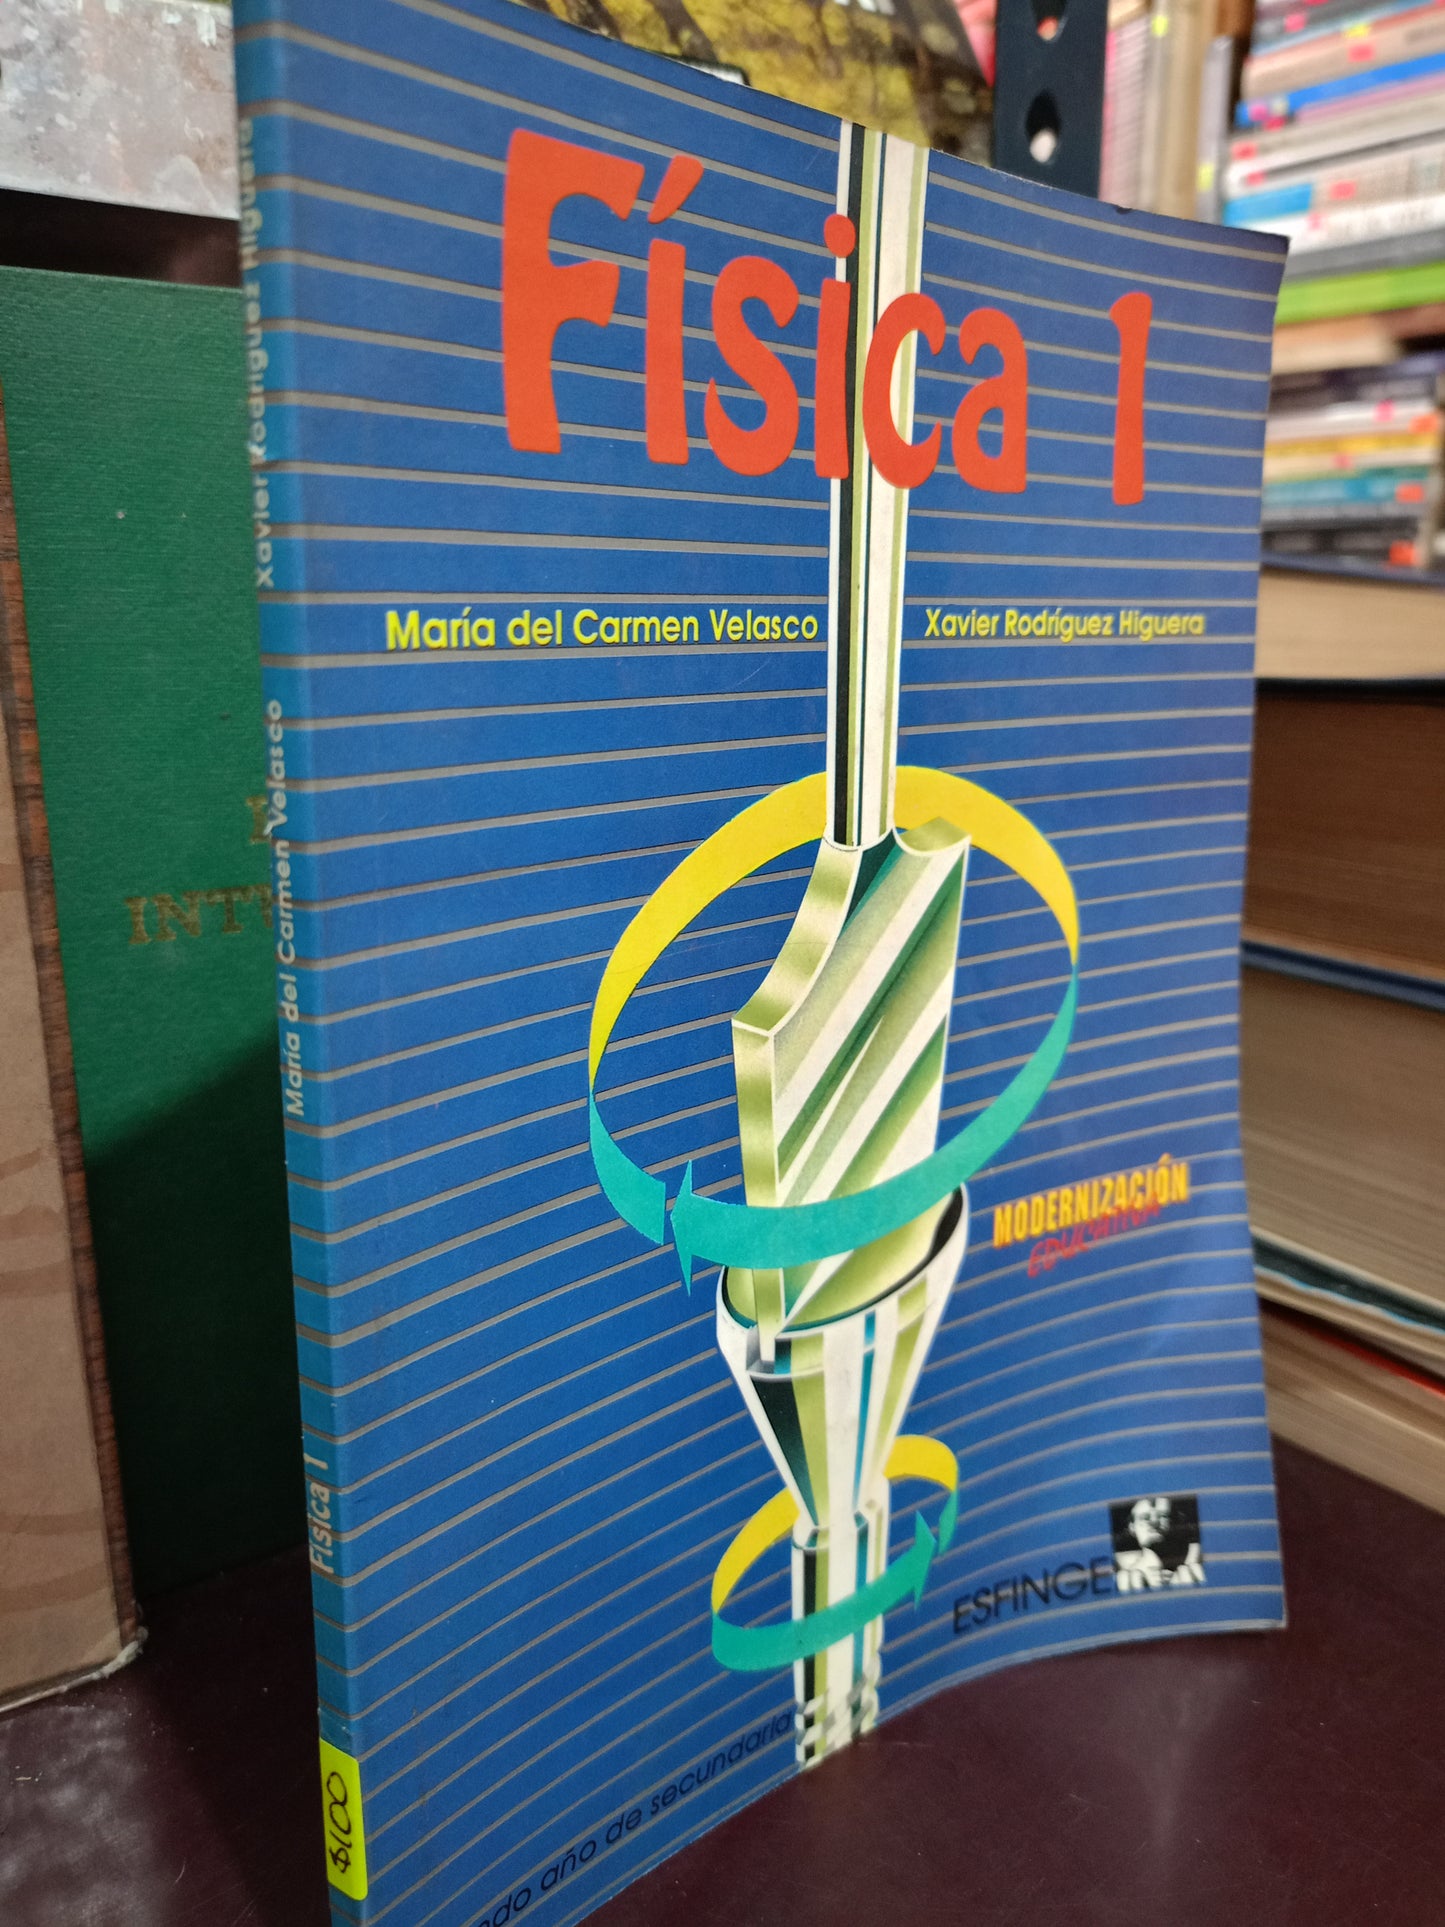 Física 1
María del Carmen Velasco
Xavier Rodríguez Higuera
MODERNIZACIÓN
EDUCATIVA
ESFINGE
año de secundaria
María del Carmen Velasco Xavier Rodríguez Higuera
Física 1
$100